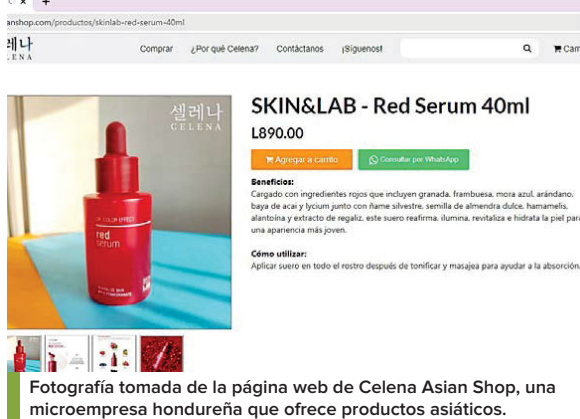 anshop.com/productos/skinlab-red-serum-40ml
셀레나
CELENA
Comprar ¿Por qué Celena? Contáctanos ¡Síguenos!
셀레나
CELENA
DR. COLOR EFFECT
red
serum
SKIN&LAB - Red Serum 40ml
L890.00
Agregar a carrito
Consultar por WhatsApp
Beneficios:
Cargado con ingredientes rojos que incluyen granada, frambuesa, mora azul, arándano,
baya de acai y lycium junto con ñame silvestre, semilla de almendra dulce, hamamelis,
alantoína y extracto de regaliz, este suero reafirma, ilumina, revitaliza e hidrata la piel para
una apariencia más joven.
Cómo utilizar:
Aplicar suero en todo el rostro después de tonificar y masajea para ayudar a la absorción.
Fotografía tomada de la página web de Celena Asian Shop, una
microempresa hondureña que ofrece productos asiáticos.